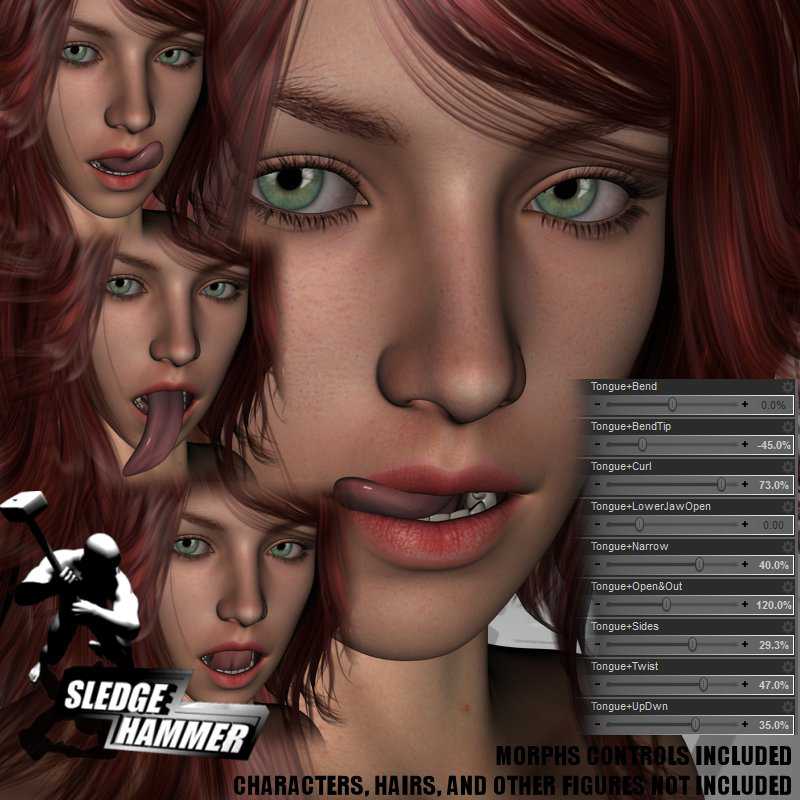 Tongue+Bend
- + 0.0%
Tongue+BendTip
- + -45.0%
Tongue+Curl
- + 73.0%
Tongue+LowerJawOpen
- + 0.00
Tongue+Narrow
- + 40.0%
Tongue+Open&Out
- + 120.0%
Tongue+Sides
- + 29.3%
Tongue+Twist
- + 47.0%
Tongue+UpDwn
- + 35.0%
SLEDGE
HAMMER
MORPHS CONTROLS INCLUDED
CHARACTERS, HAIRS, AND OTHER FIGURES NOT INCLUDED